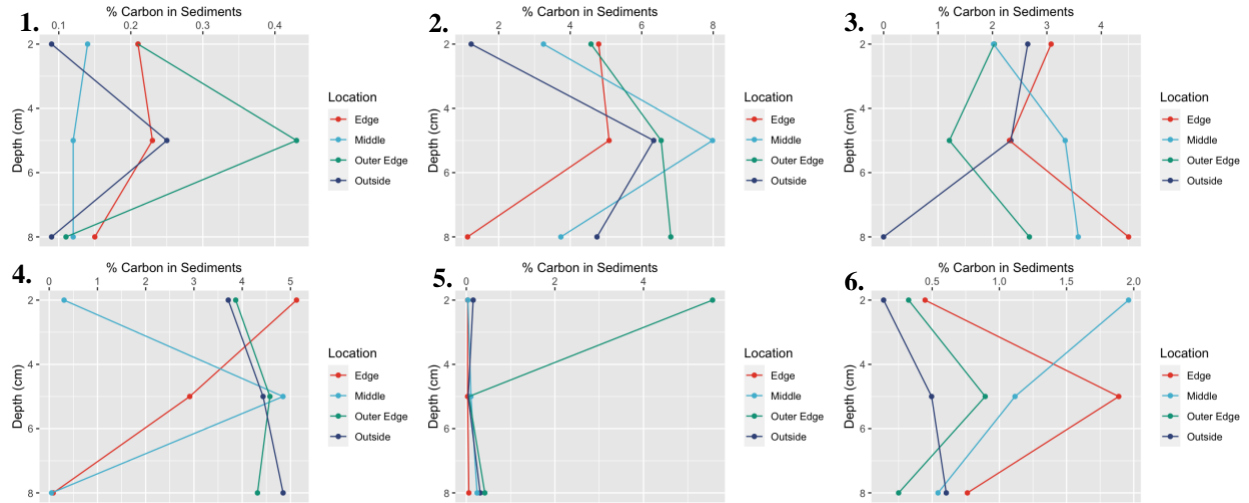 1.
% Carbon in Sediments
0.1 0.2 0.3 0.4
Depth (cm)
2
4
6
8
Location
Edge
Middle
Outer Edge
Outside
2.
% Carbon in Sediments
2 4 6 8
Depth (cm)
2
4
6
8
Location
Edge
Middle
Outer Edge
Outside
3.
% Carbon in Sediments
0 1 2 3 4
Depth (cm)
2
4
6
8
Location
Edge
Middle
Outer Edge
Outside
4.
% Carbon in Sediments
0 1 2 3 4 5
Depth (cm)
2
4
6
8
Location
Edge
Middle
Outer Edge
Outside
5.
% Carbon in Sediments
0 2 4
Depth (cm)
2
4
6
8
Location
Edge
Middle
Outer Edge
Outside
6.
% Carbon in Sediments
0.5 1.0 1.5 2.0
Depth (cm)
2
4
6
8
Location
Edge
Middle
Outer Edge
Outside